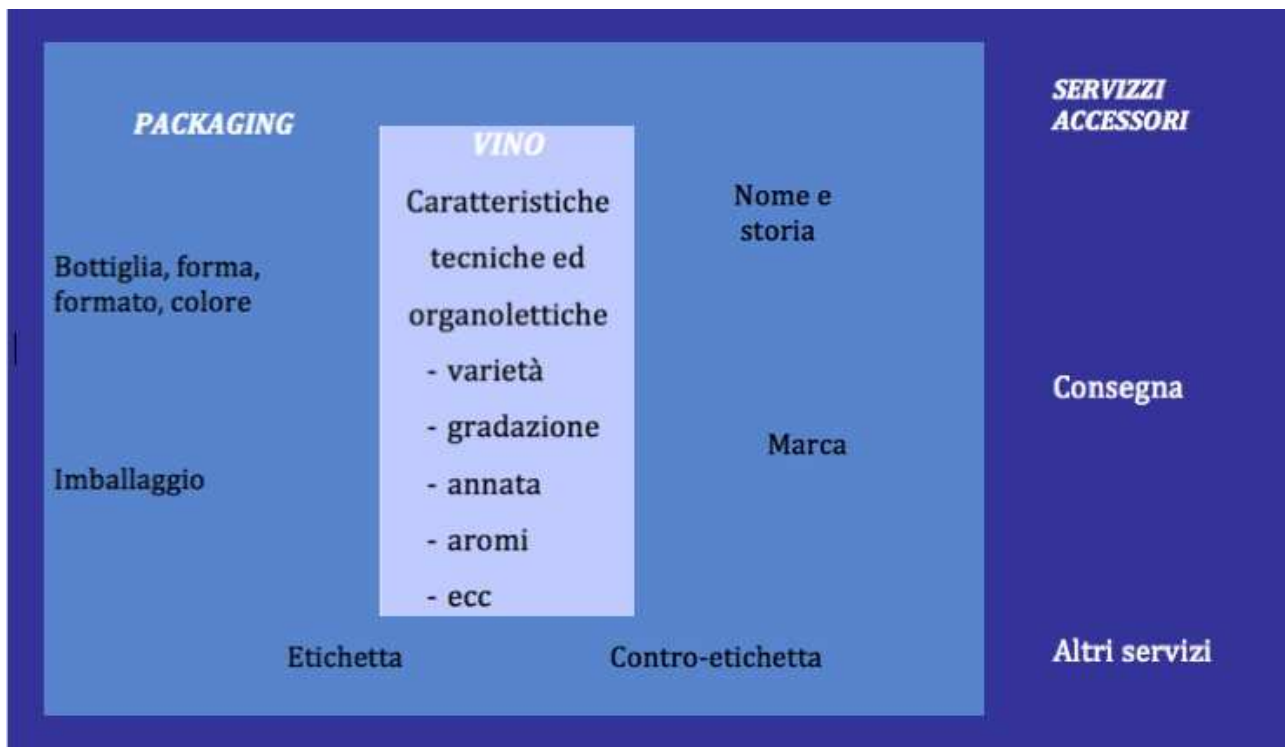 PACKAGING
Bottiglia, forma,
formato, colore
Imballaggio
VINO
Caratteristiche
tecniche ed
organolettiche
- varietà
- gradazione
- annata
- aromi
- ecc
Nome e
storia
Marca
Etichetta
Contro-etichetta
SERVIZZI
ACCESSORI
Consegna
Altri servizi